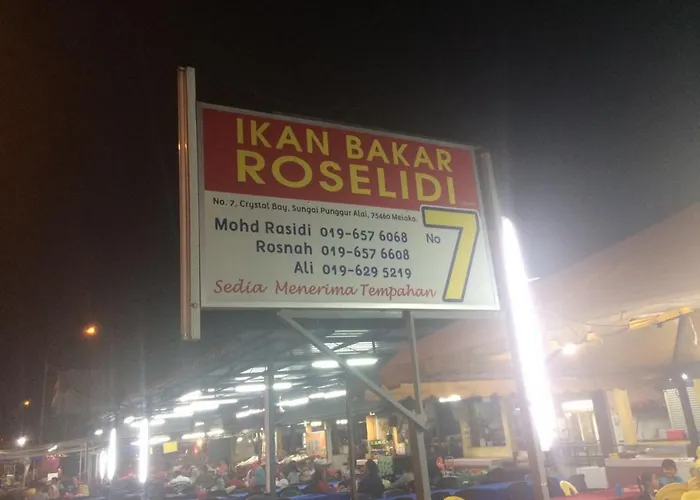 IKAN BAKAR
ROSELIDI
No. 7, Crystal Bay, Sungai Punggur Alai, 75460 Melaka.
Mohd Rasidi 019-657 6068
Rosnah 019-657 6608
Ali 019-629 5219
No 7
Sedia Menerima Tempahan